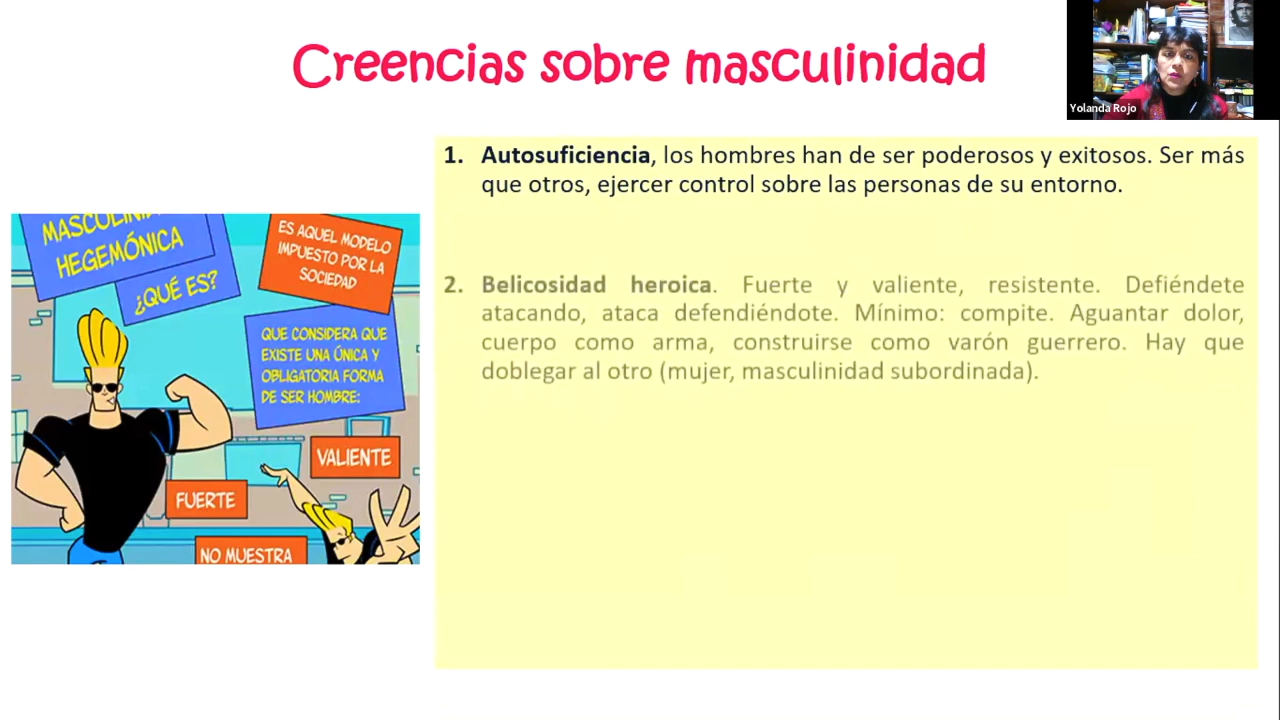 Creencias sobre masculinidad
Yolanda Rojo
1. Autosuficiencia, los hombres han de ser poderosos y exitosos. Ser más
que otros, ejercer control sobre las personas de su entorno.
2. Belicosidad heroica. Fuerte y valiente, resistente. Defiéndete
atacando, ataca defendiéndote. Mínimo: compite. Aguantar dolor,
cuerpo como arma, construirse como varón guerrero. Hay que
doblegar al otro (mujer, masculinidad subordinada).
HEGEMÓNICA
¿QUÉ ES?
ES AQUEL MODELO
IMPUESTO POR LA
SOCIEDAD
QUE CONSIDERA QUE
EXISTE UNA ÚNICA Y
OBLIGATORIA FORMA
DE SER HOMBRE:
VALIENTE
FUERTE
NO MUESTRA